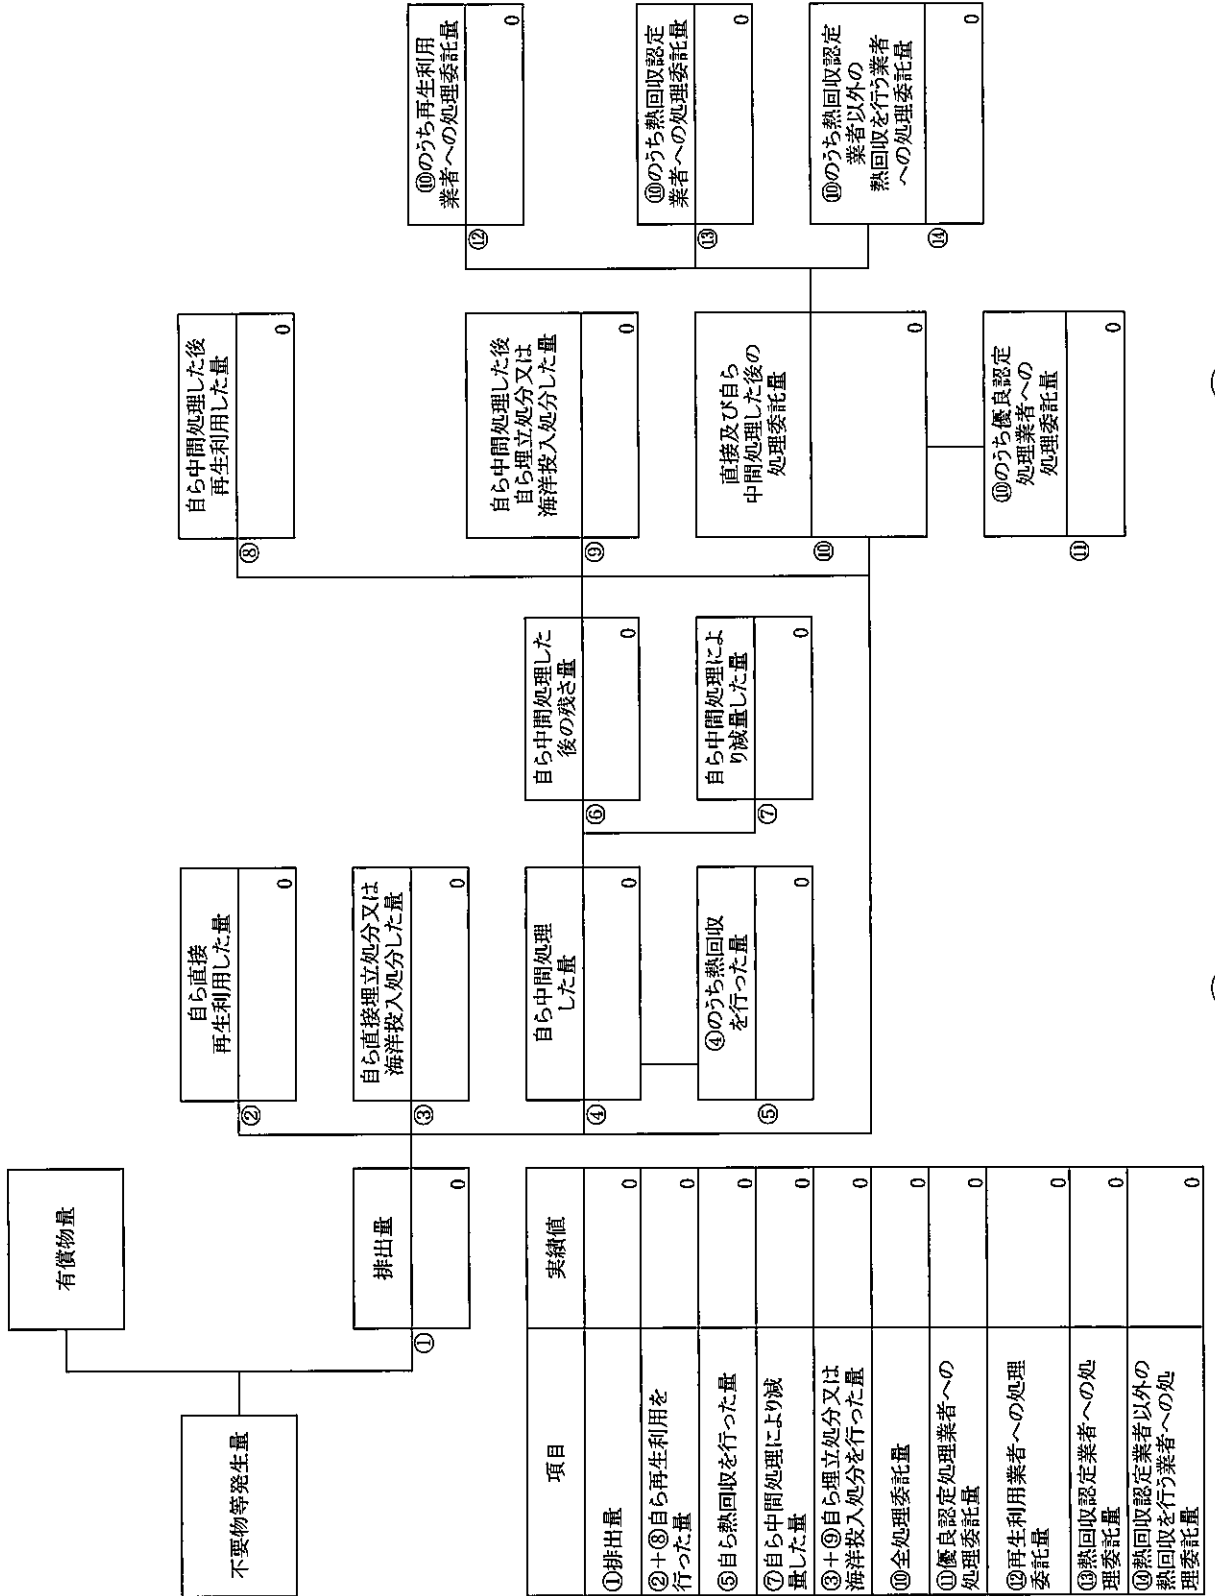 不要物等発生量
有償物量
①
排出量
0
②
自ら直接
再生利用した量
0
③
自ら直接埋立処分又は
海洋投入処分した量
0
④
自ら中間処理
した量
0
⑤
④のうち熱回収
を行った量
0
⑥
自ら中間処理した
後の残さ量
0
⑦
自ら中間処理によ
り減量した量
0
⑧
自ら中間処理した後
再生利用した量
0
⑨
自ら中間処理した後
自ら埋立処分又は
海洋投入処分した量
0
⑩
直接及び自ら
中間処理した後の
処理委託量
0
⑪
⑩のうち優良認定
処理業者への
処理委託量
0
⑫
⑩のうち再生利用
業者への処理委託量
0
⑬
⑩のうち熱回収認定
業者への処理委託量
0
⑭
⑩のうち熱回収認定
業者以外の
熱回収を行う業者
への処理委託量
0
項目 実績値
①排出量 0
②+⑧自ら再生利用を
行った量 0
⑤自ら熱回収を行った量 0
⑦自ら中間処理により減
量した量 0
③+⑨自ら埋立処分又は
海洋投入処分を行った量 0
⑩全処理委託量 0
⑪優良認定処理業者への
処理委託量 0
⑫再生利用業者への処理
委託量 0
⑬熱回収認定業者への処
理委託量 0
⑭熱回収認定業者以外の
熱回収を行う業者への処
理委託量 0